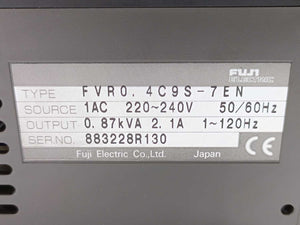 FUJI
ELECTRIC
TYPE FVR0.4C9S-7EN
SOURCE 1AC 220~240V 50/60Hz
OUTPUT 0.87kVA 2.1A 1~120Hz
SER NO. 883228R130
Fuji Electric Co.,Ltd. Japan
CE